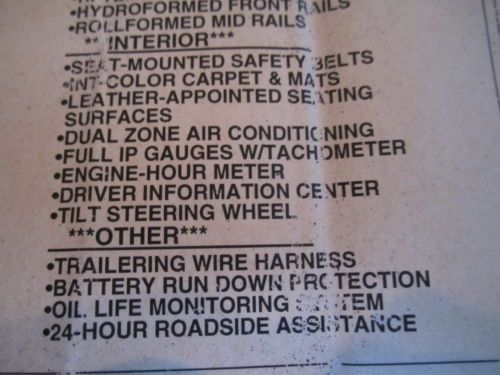 •HYDROFORMED FRONT RAILS
•ROLLFORMED MID RAILS
***INTERIOR***
•SEAT-MOUNTED SAFETY BELTS
•INT-COLOR CARPET & MATS
•LEATHER-APPOINTED SEATING
SURFACES
•DUAL ZONE AIR CONDITIONING
•FULL IP GAUGES W/TACHOMETER
•ENGINE-HOUR METER
•DRIVER INFORMATION CENTER
•TILT STEERING WHEEL
***OTHER***
•TRAILERING WIRE HARNESS
•BATTERY RUN DOWN PROTECTION
•OIL LIFE MONITORING SYSTEM
•24-HOUR ROADSIDE ASSISTANCE